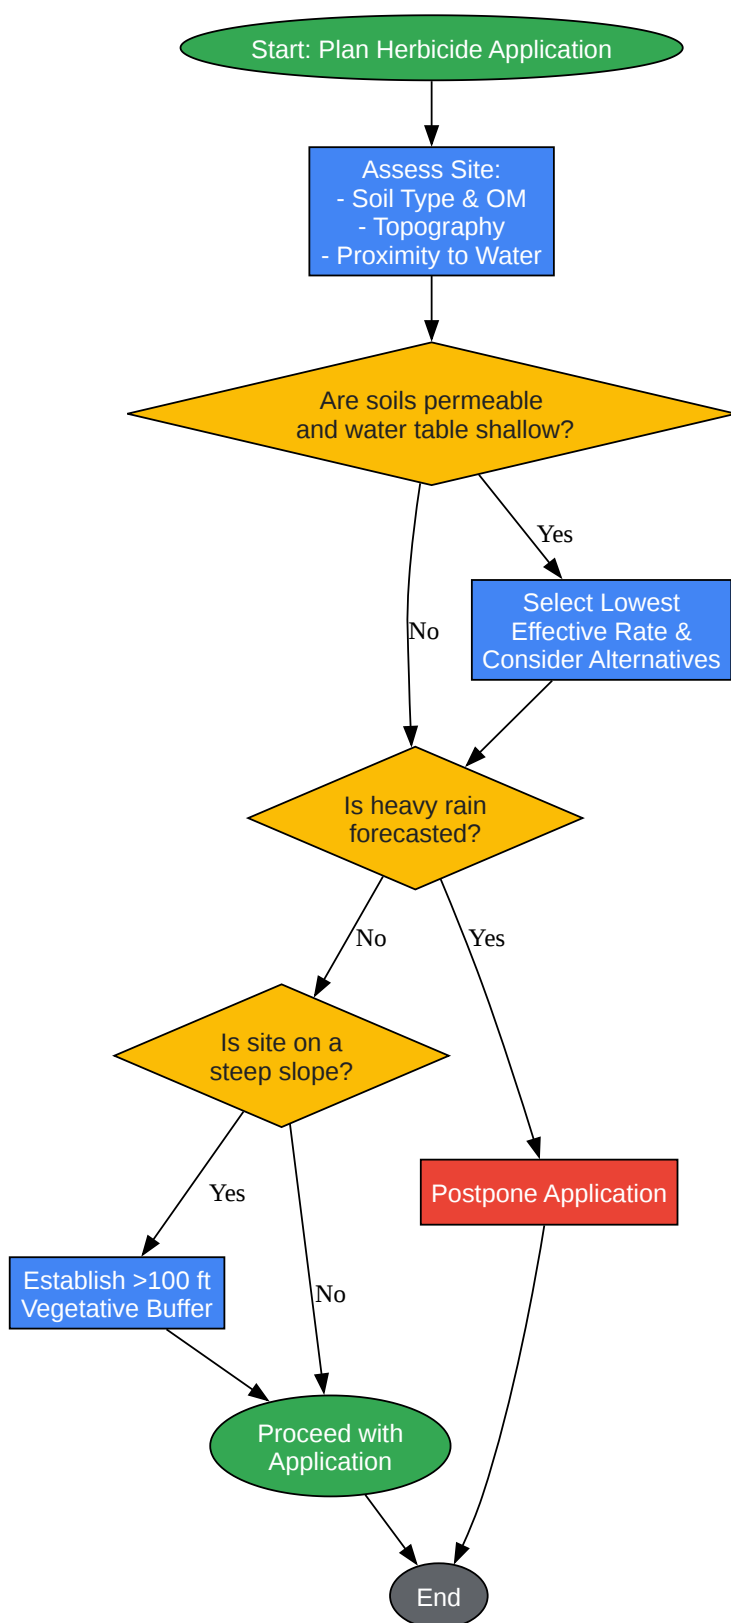 Start: Plan Herbicide Application
Assess Site:
- Soil Type & OM
- Topography
- Proximity to Water
Are soils permeable
and water table shallow?
Yes
No
Select Lowest
Effective Rate &
Consider Alternatives
Is heavy rain
forecasted?
No
Yes
Is site on a
steep slope?
Yes
No
Postpone Application
Establish >100 ft
Vegetative Buffer
Proceed with
Application
End